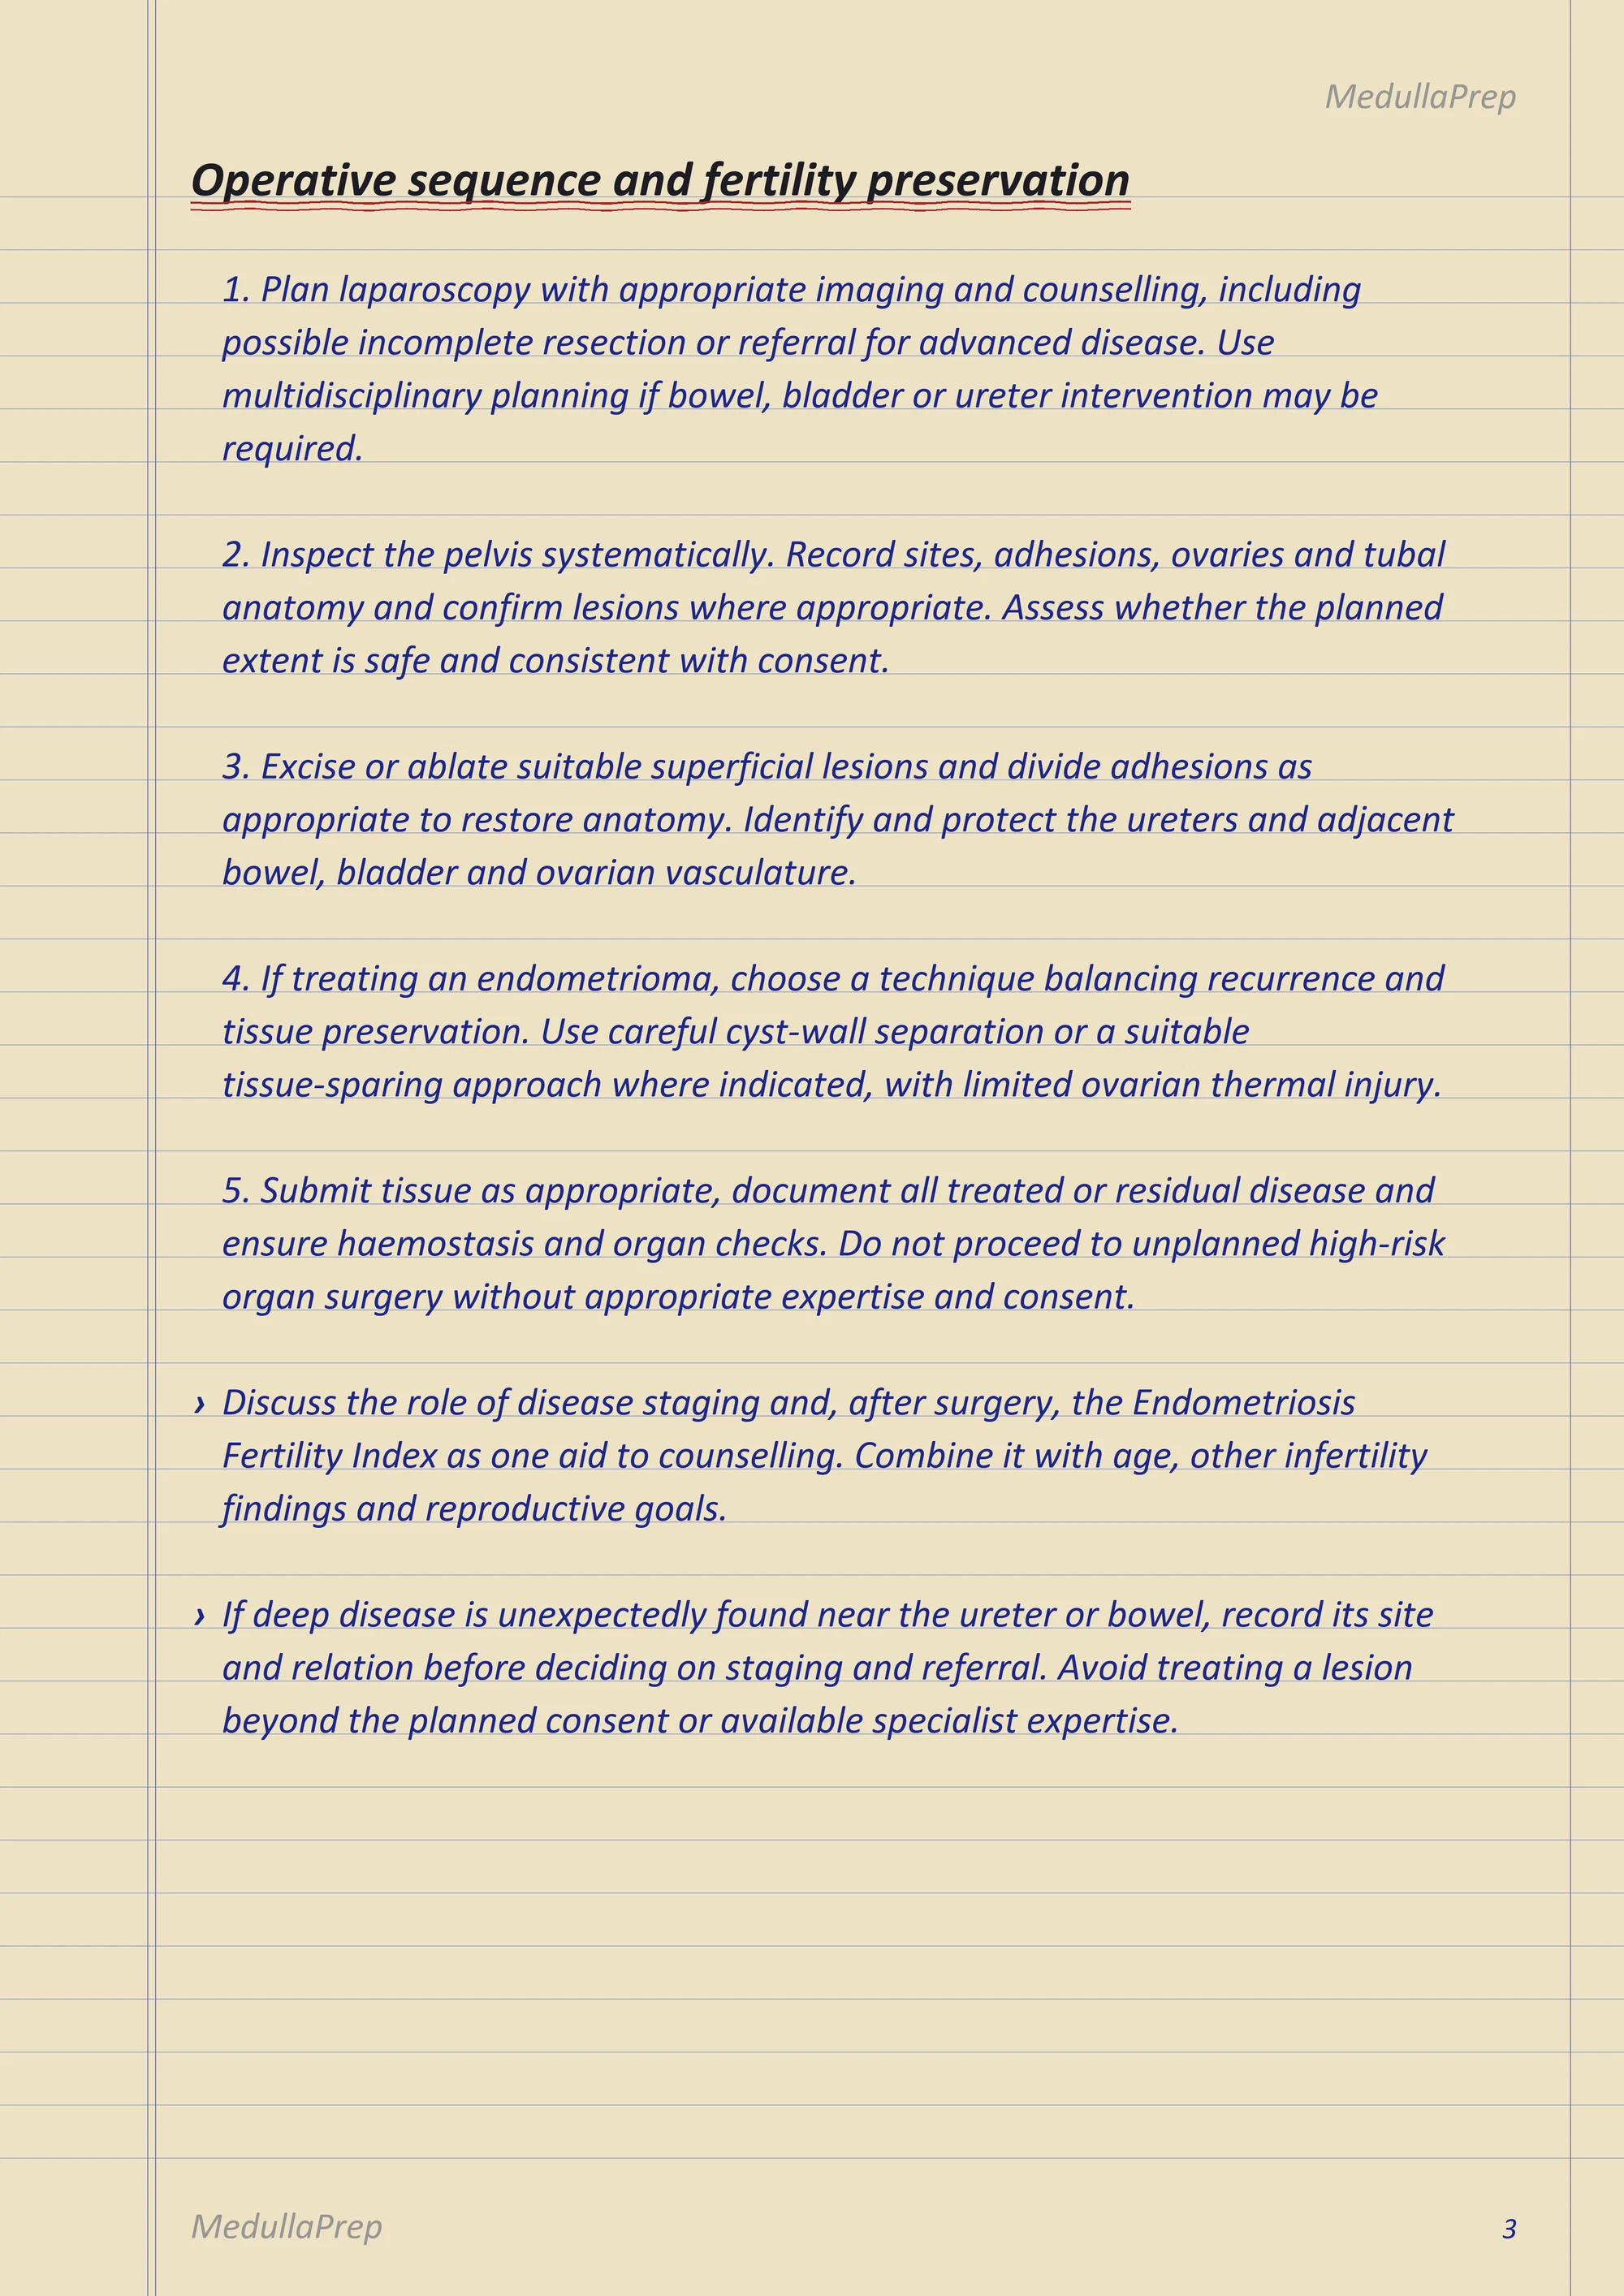 MedullaPrep
Operative sequence and fertility preservation
1. Plan laparoscopy with appropriate imaging and counselling, including
possible incomplete resection or referral for advanced disease. Use
multidisciplinary planning if bowel, bladder or ureter intervention may be
required.
2. Inspect the pelvis systematically. Record sites, adhesions, ovaries and tubal
anatomy and confirm lesions where appropriate. Assess whether the planned
extent is safe and consistent with consent.
3. Excise or ablate suitable superficial lesions and divide adhesions as
appropriate to restore anatomy. Identify and protect the ureters and adjacent
bowel, bladder and ovarian vasculature.
4. If treating an endometrioma, choose a technique balancing recurrence and
tissue preservation. Use careful cyst-wall separation or a suitable
tissue-sparing approach where indicated, with limited ovarian thermal injury.
5. Submit tissue as appropriate, document all treated or residual disease and
ensure haemostasis and organ checks. Do not proceed to unplanned high-risk
organ surgery without appropriate expertise and consent.
› Discuss the role of disease staging and, after surgery, the Endometriosis
Fertility Index as one aid to counselling. Combine it with age, other infertility
findings and reproductive goals.
› If deep disease is unexpectedly found near the ureter or bowel, record its site
and relation before deciding on staging and referral. Avoid treating a lesion
beyond the planned consent or available specialist expertise.
MedullaPrep
3